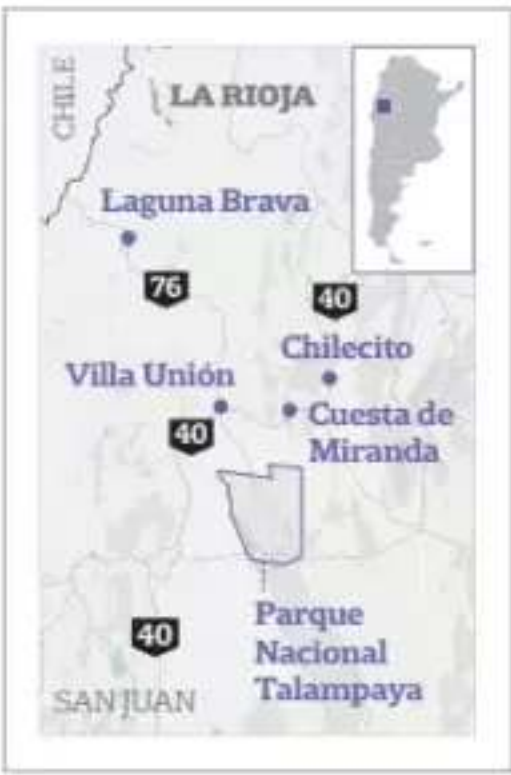 CHILE
LA RIOJA
Laguna Brava
76
40
Chilecito
Villa Unión
Cuesta de
Miranda
40
Parque
Nacional
Talampaya
40
SAN JUAN